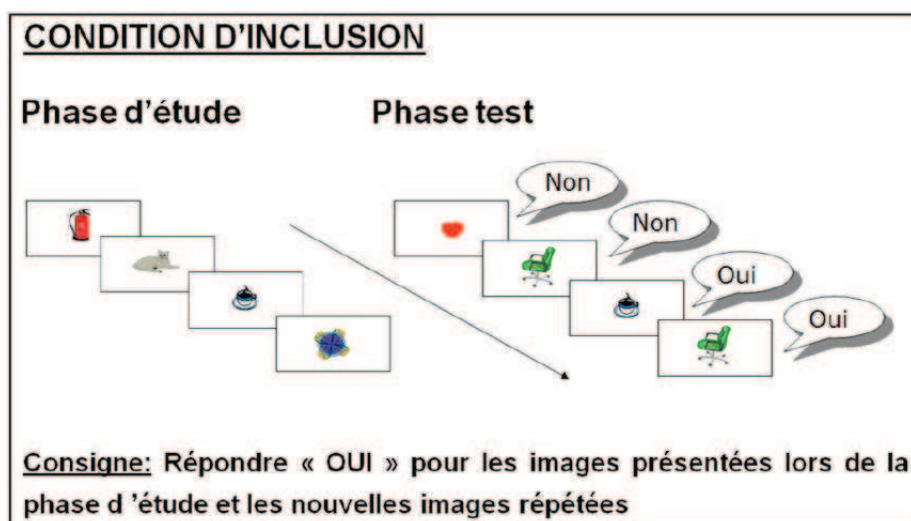 CONDITION D'INCLUSION
Phase d'étude
Phase test
Non
Non
Oui
Oui
Consigne: Répondre « OUI » pour les images présentées lors de la
phase d 'étude et les nouvelles images répétées